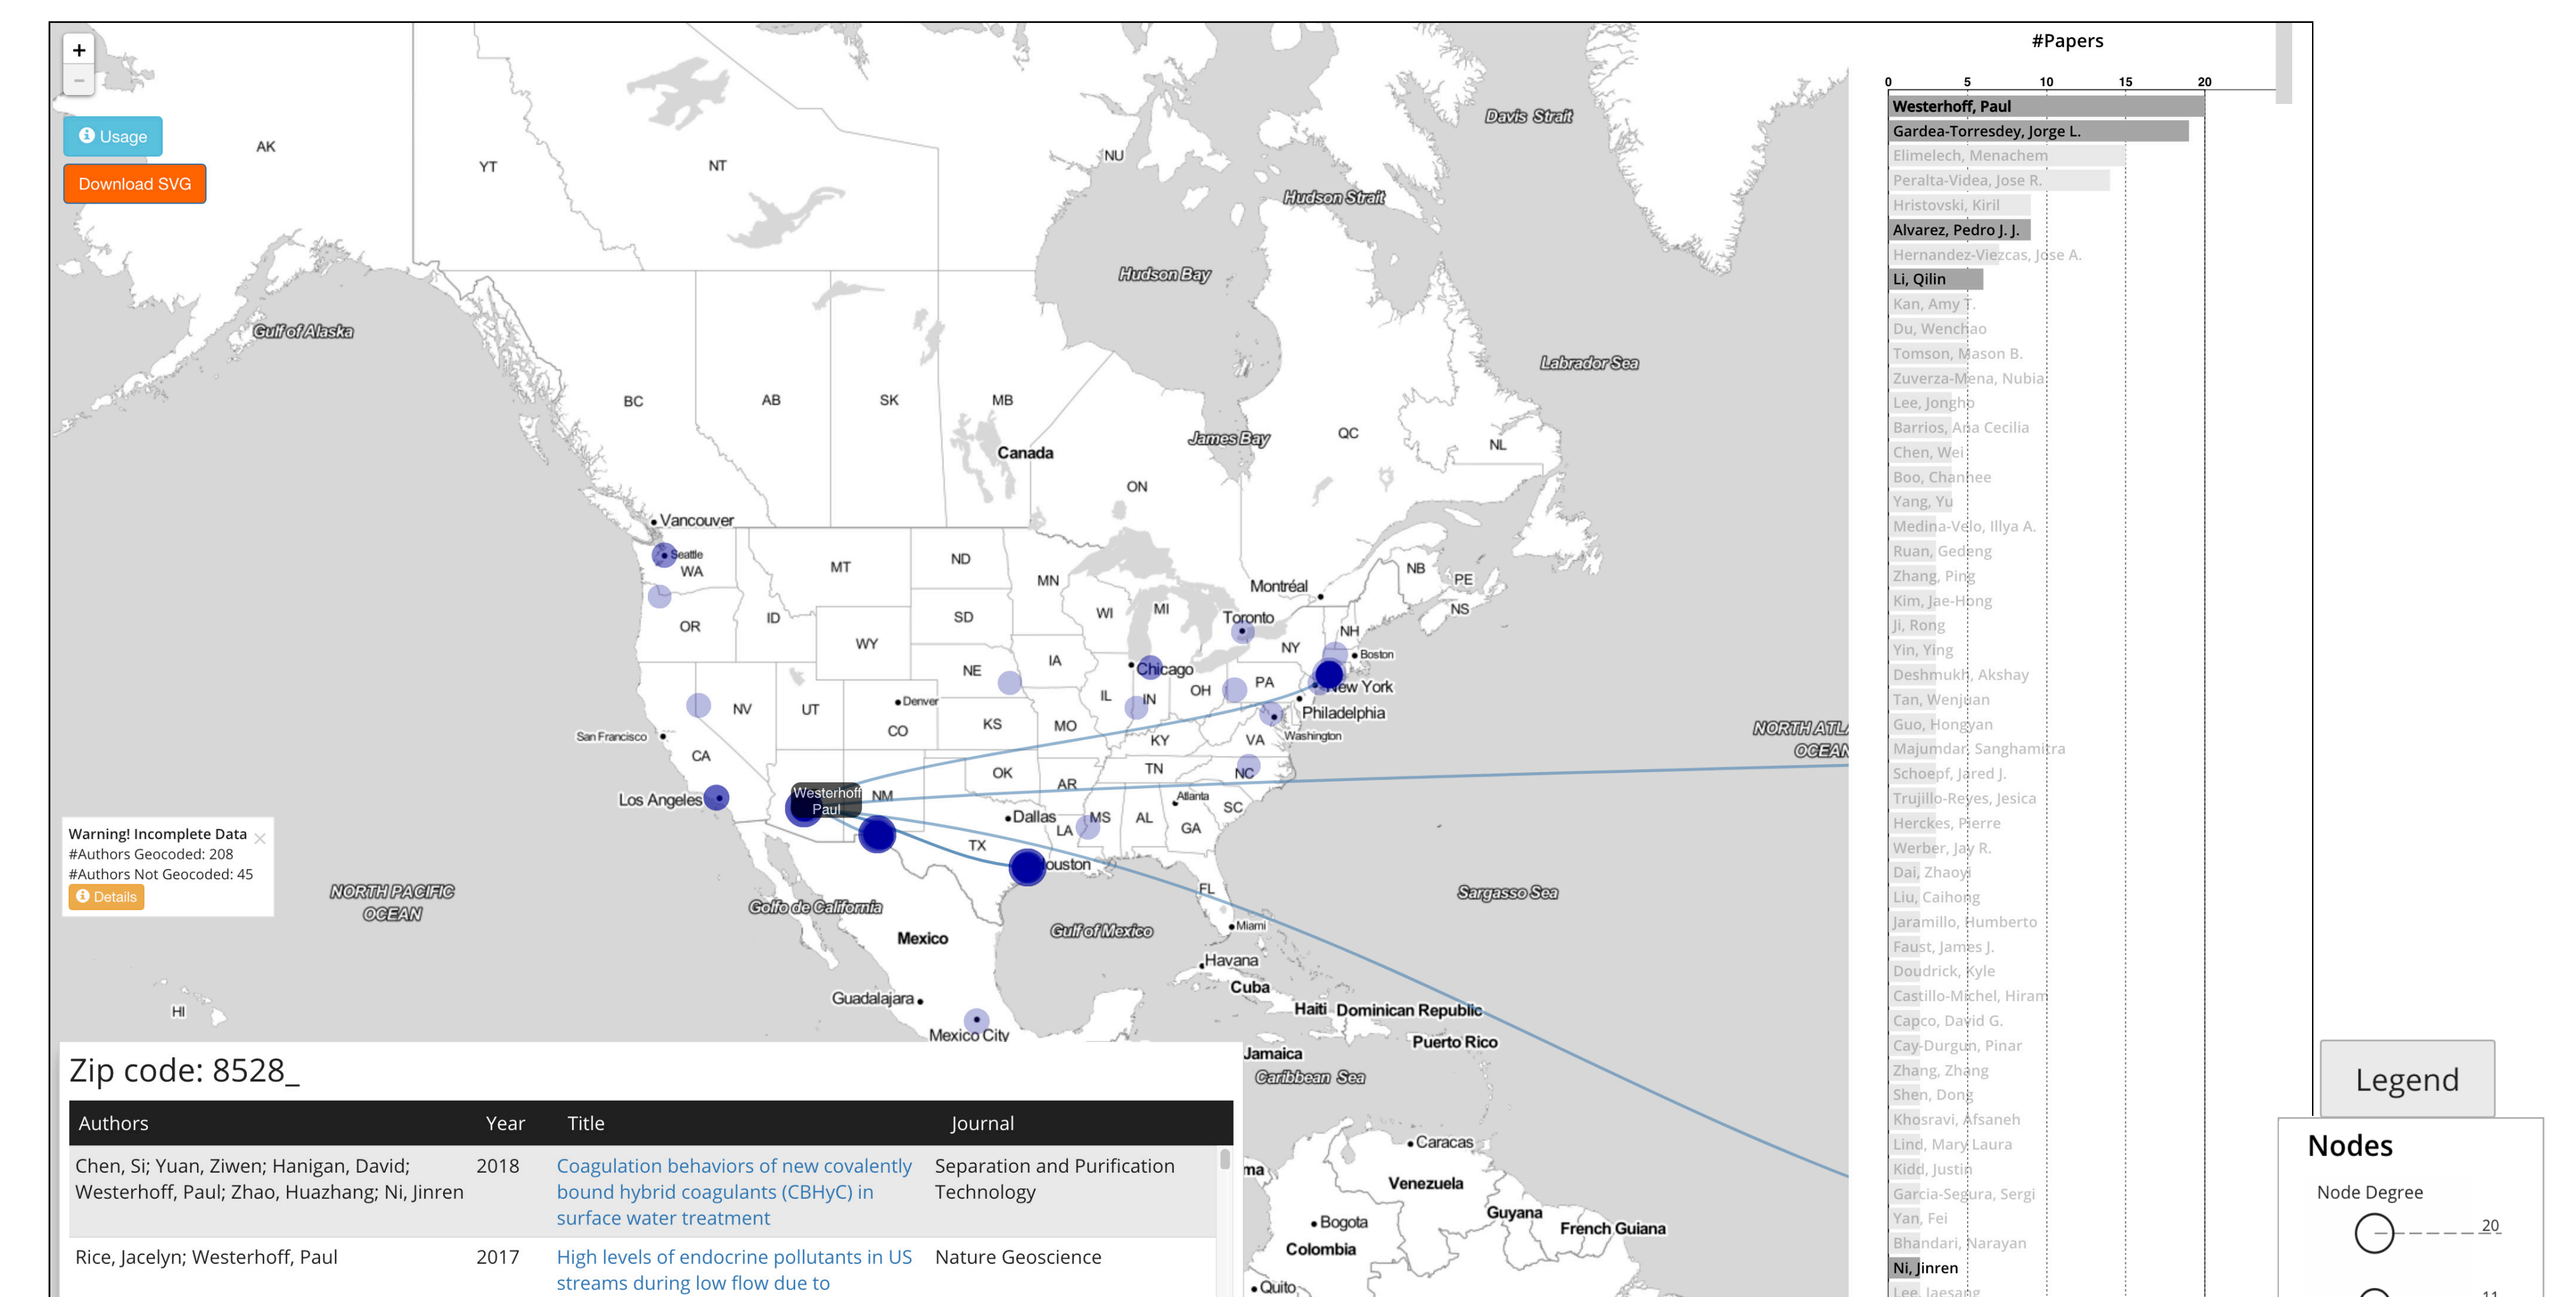 +
−
Usage
Download SVG
AK
YT
NT
NU
Davis Strait
Hudson Strait
Hudson Bay
Gulf of Alaska
Labrador Sea
BC
AB
SK
MB
James Bay
QC
NL
Canada
ON
Vancouver
Seattle
WA
MT
ND
MN
Montréal
NB
PE
NS
OR
ID
SD
WI
MI
Toronto
NH
WY
NY
Boston
NE
IA
Chicago
PA
New York
OH
IL
IN
NV
UT
Denver
Philadelphia
San Francisco
CO
KS
MO
KY
VA
Washington
NORTH ATL
OCEAN
CA
OK
TN
NC
AR
Los Angeles
Westerhoff
Paul
NM
Atlanta
SC
Dallas
LA
MS
AL
GA
TX
ouston
Warning! Incomplete Data
#Authors Geocoded: 208
#Authors Not Geocoded: 45
Details
NORTH PACIFIC
OCEAN
Golfo de California
FL
Sargasso Sea
Mexico
Gulf of Mexico
Miami
Havana
Cuba
Guadalajara
HI
Haiti
Dominican Republic
Mexico City
Puerto Rico
Jamaica
Caribbean Sea
Caracas
ma
Venezuela
Bogota
Guyana
French Guiana
Colombia
Quito
Zip code: 8528_
Authors Year Title Journal
Chen, Si; Yuan, Ziwen; Hanigan, David; 2018 Coagulation behaviors of new covalently Separation and Purification
Westerhoff, Paul; Zhao, Huazhang; Ni, Jinren bound hybrid coagulants (CBHyC) in Technology
surface water treatment
Rice, Jacelyn; Westerhoff, Paul 2017 High levels of endocrine pollutants in US Nature Geoscience
streams during low flow due to
#Papers
0 5 10 15 20
Westerhoff, Paul
Gardea-Torresdey, Jorge L.
Elimelech, Menachem
Peralta-Videa, Jose R.
Hristovski, Kiril
Alvarez, Pedro J. J.
Hernandez-Viezcas, Jose A.
Li, Qilin
Kan, Amy T.
Du, Wenchao
Tomson, Mason B.
Zuverza-Mena, Nubia
Lee, Jongho
Barrios, Ana Cecilia
Chen, Wei
Boo, Chanhee
Yang, Yu
Medina-Velo, Illya A.
Ruan, Gedeng
Zhang, Ping
Kim, Jae-Hong
Ji, Rong
Yin, Ying
Deshmukh, Akshay
Tan, Wenjuan
Guo, Hongyan
Majumdar, Sanghamitra
Schoepf, Jared J.
Trujillo-Reyes, Jesica
Herckes, Pierre
Werber, Jay R.
Dai, Zhaoyi
Liu, Caihong
Jaramillo, Humberto
Faust, James J.
Doudrick, Kyle
Castillo-Michel, Hiram
Capco, David G.
Cay-Durgun, Pinar
Zhang, Zhang
Shen, Dong
Khosravi, Afsaneh
Lind, Mary Laura
Kidd, Justin
Garcia-Segura, Sergi
Yan, Fei
Bhandari, Narayan
Ni, Jinren
Lee, Jaesang
Legend
Nodes
Node Degree
20
11